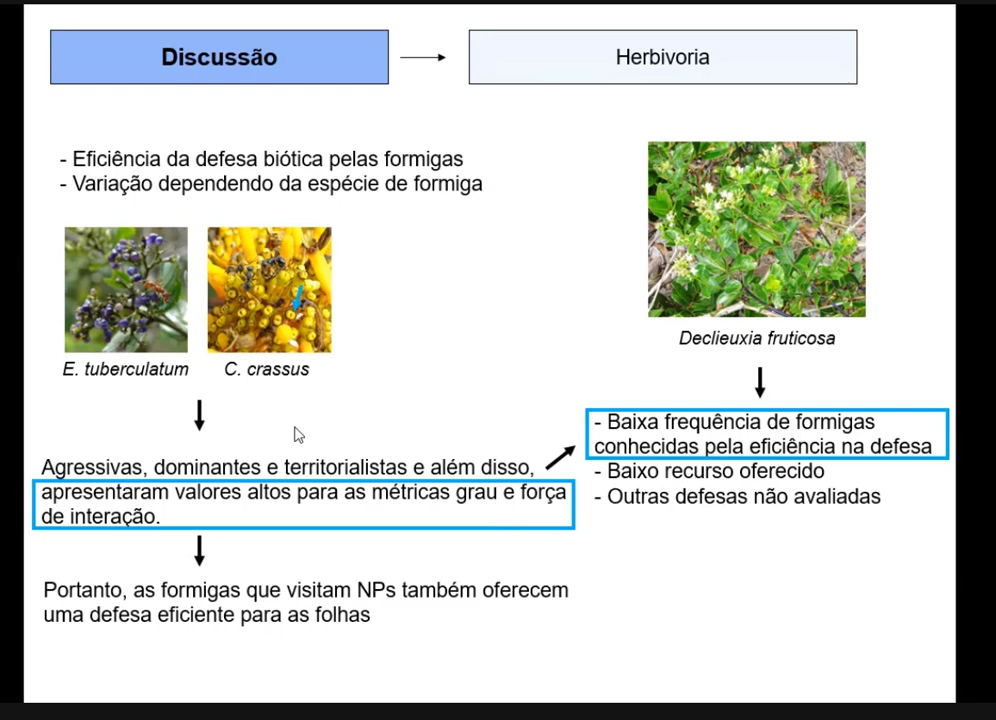 Discussão
Herbivoria
- Eficiência da defesa biótica pelas formigas
- Variação dependendo da espécie de formiga
E. tuberculatum
C. crassus
Agressivas, dominantes e territorialistas e além disso,
apresentaram valores altos para as métricas grau e força
de interação.
Portanto, as formigas que visitam NPs também oferecem
uma defesa eficiente para as folhas
Declieuxia fruticosa
- Baixa frequência de formigas
conhecidas pela eficiência na defesa
- Baixo recurso oferecido
- Outras defesas não avaliadas